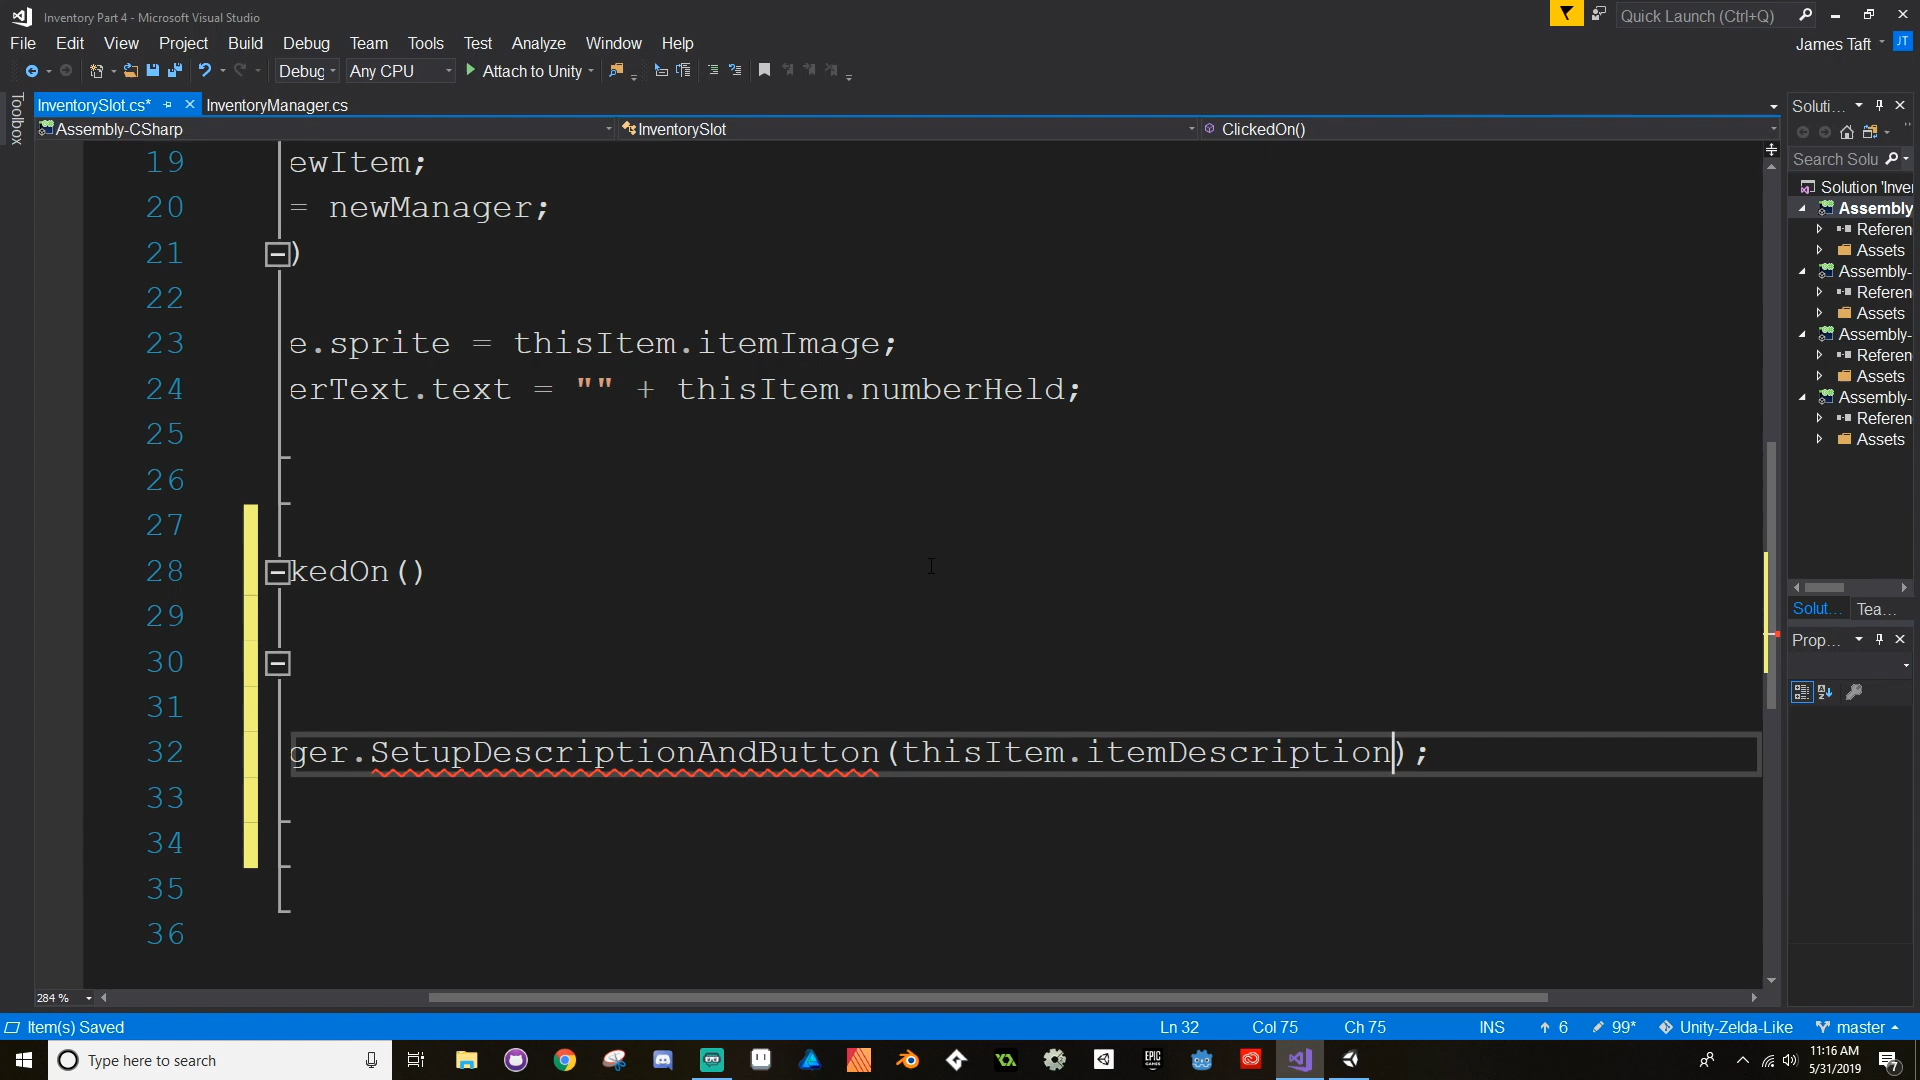 Inventory Part 4 - Microsoft Visual Studio
Quick Launch (Ctrl+Q)
File Edit View Project Build Debug Team Tools Test Analyze Window Help
James Taft JT
Debug Any CPU Attach to Unity
Toolbox
InventorySlot.cs* InventoryManager.cs
Assembly-CSharp InventorySlot ClickedOn()
19 ewItem;
20 = newManager;
21 )
22
23 e.sprite = thisItem.itemImage;
24 erText.text = "" + thisItem.numberHeld;
25
26
27
28 kedOn()
29
30
31
32 ger.SetupDescriptionAndButton(thisItem.itemDescription);
33
34
35
36
284 %
Soluti...
Search Solu
Solution 'Inve
Assembly
Referen
Assets
Assembly-
Referen
Assets
Assembly-
Referen
Assets
Assembly-
Referen
Assets
Solut... Tea...
Prop...
Item(s) Saved Ln 32 Col 75 Ch 75 INS 6 99* Unity-Zelda-Like master
Type here to search
EPIC GAMES
11:16 AM
5/31/2019
7